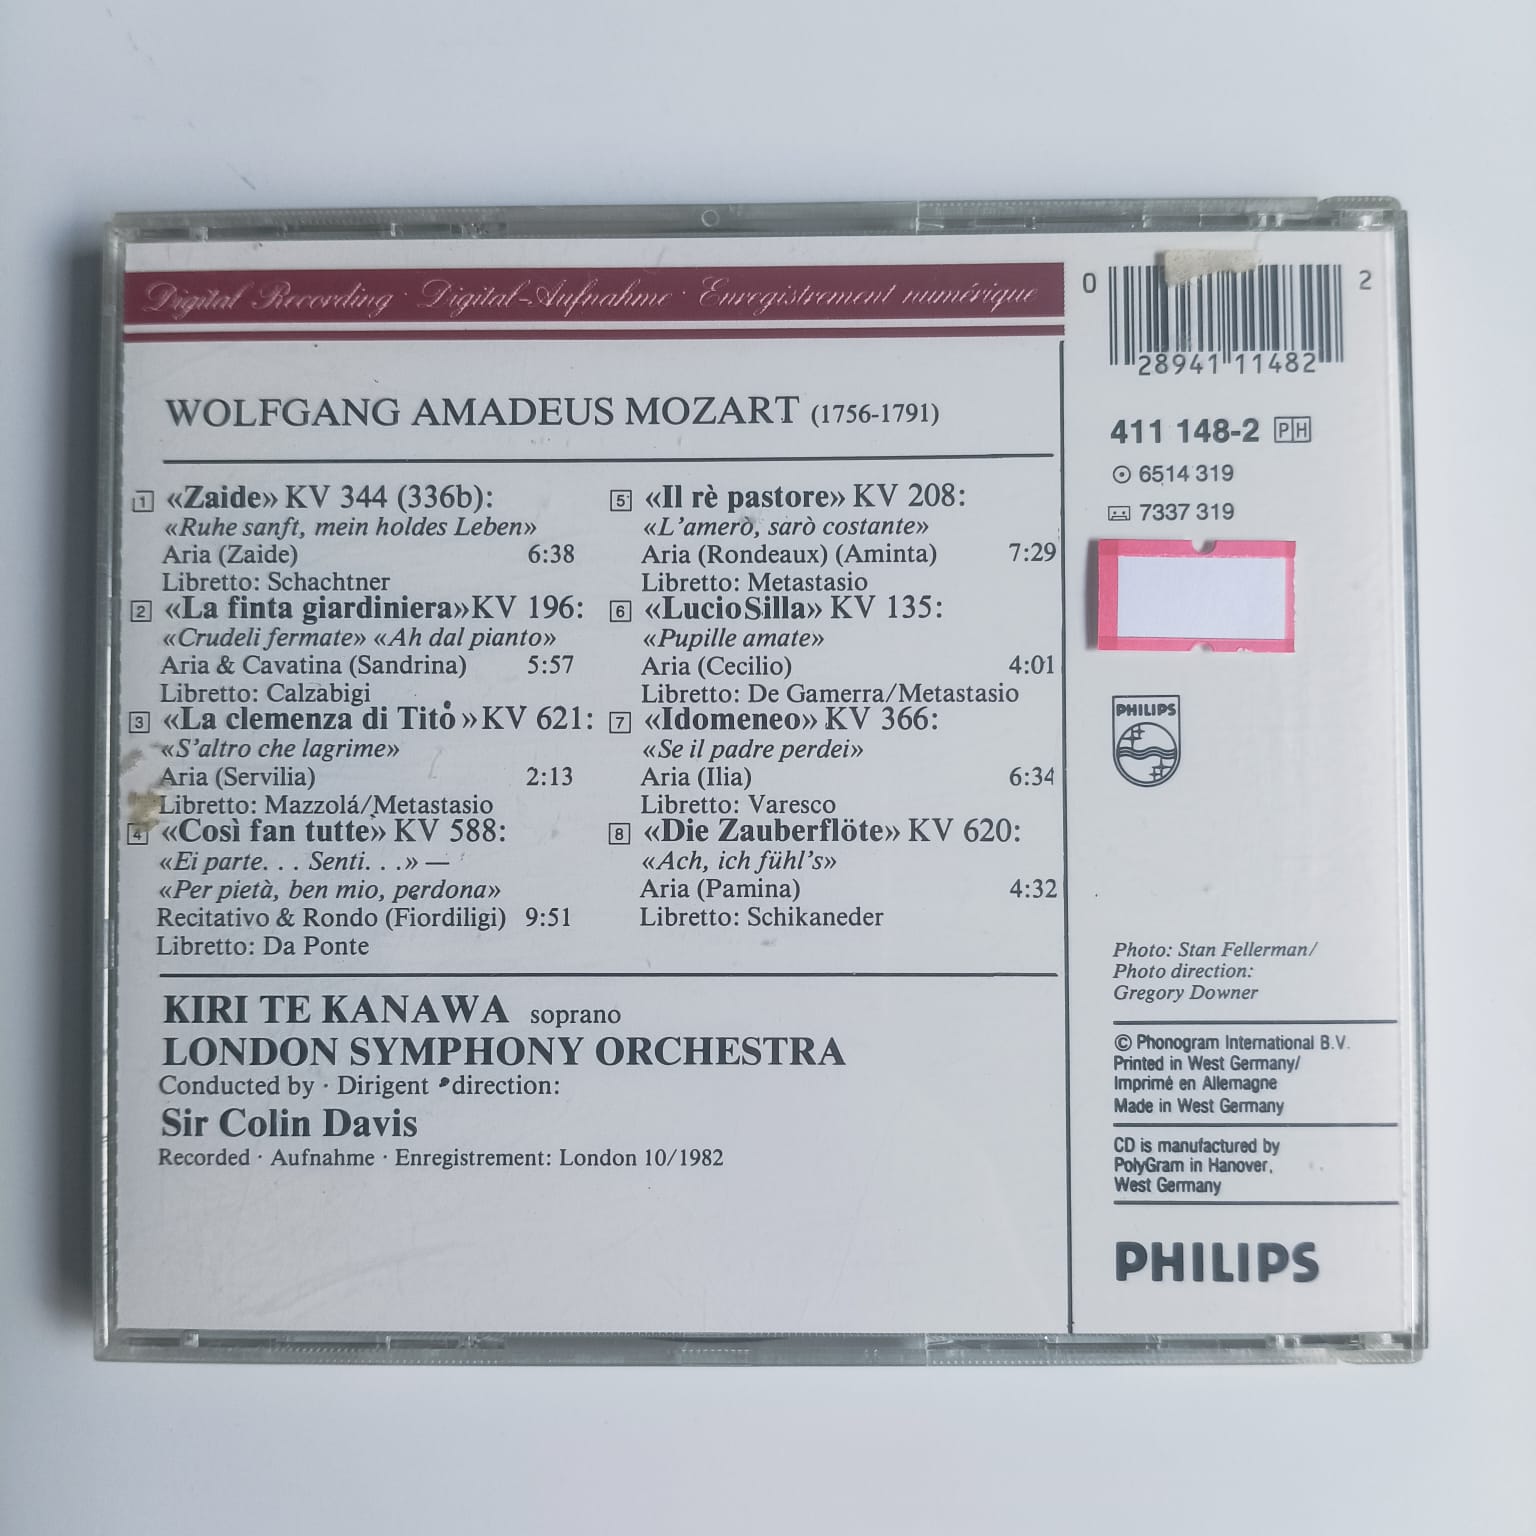 Digital Recording · Digital-Aufnahme · Enregistrement numérique
WOLFGANG AMADEUS MOZART (1756-1791)
1 «Zaide» KV 344 (336b):
«Ruhe sanft, mein holdes Leben»
Aria (Zaide) 6:38
Libretto: Schachtner
2 «La finta giardiniera» KV 196:
«Crudeli fermate» «Ah dal pianto»
Aria & Cavatina (Sandrina) 5:57
Libretto: Calzabigi
3 «La clemenza di Tito» KV 621:
«S'altro che lagrime»
Aria (Servilia) 2:13
Libretto: Mazzolá/Metastasio
4 «Così fan tutte» KV 588:
«Ei parte. . . Senti. . .» —
«Per pietà, ben mio, perdona»
Recitativo & Rondo (Fiordiligi) 9:51
Libretto: Da Ponte
5 «Il rè pastore» KV 208:
«L'amerò, sarò costante»
Aria (Rondeaux) (Aminta) 7:29
Libretto: Metastasio
6 «Lucio Silla» KV 135:
«Pupille amate»
Aria (Cecilio) 4:01
Libretto: De Gamerra/Metastasio
7 «Idomeneo» KV 366:
«Se il padre perdei»
Aria (Ilia) 6:34
Libretto: Varesco
8 «Die Zauberflöte» KV 620:
«Ach, ich fühl's»
Aria (Pamina) 4:32
Libretto: Schikaneder
KIRI TE KANAWA soprano
LONDON SYMPHONY ORCHESTRA
Conducted by · Dirigent · direction:
Sir Colin Davis
Recorded · Aufnahme · Enregistrement: London 10/1982
0 28941 11482 2
411 148-2 PH
6514 319
7337 319
PHILIPS
Photo: Stan Fellerman/
Photo direction:
Gregory Downer
© Phonogram International B.V.
Printed in West Germany/
Imprimé en Allemagne
Made in West Germany
CD is manufactured by
PolyGram in Hanover,
West Germany
PHILIPS